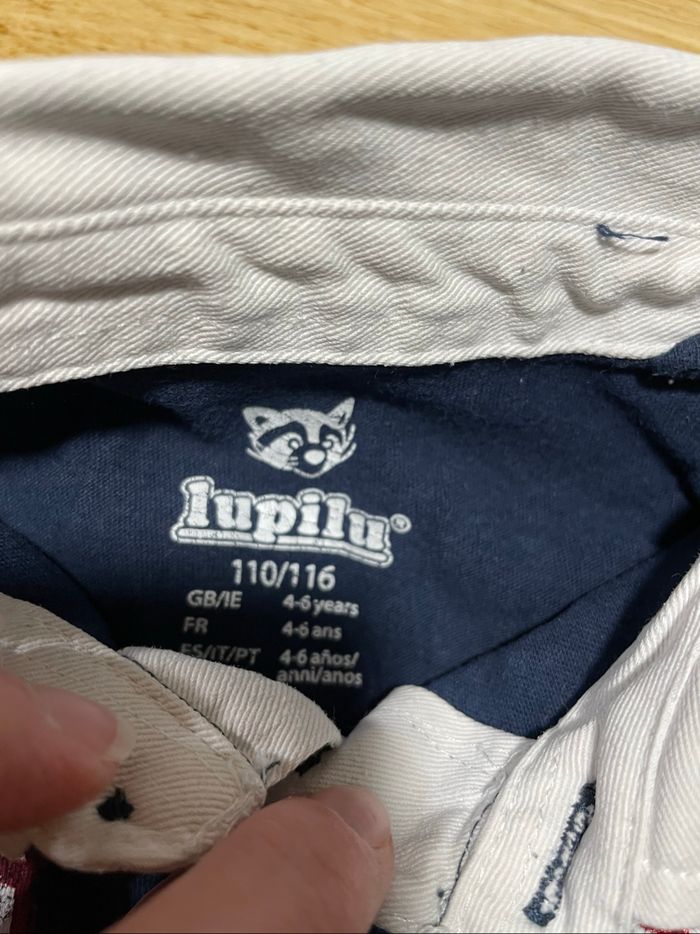 lupilu®
110/116
GB/IE 4-6 years
FR 4-6 ans
ES/IT/PT 4-6 años/
anni/anos